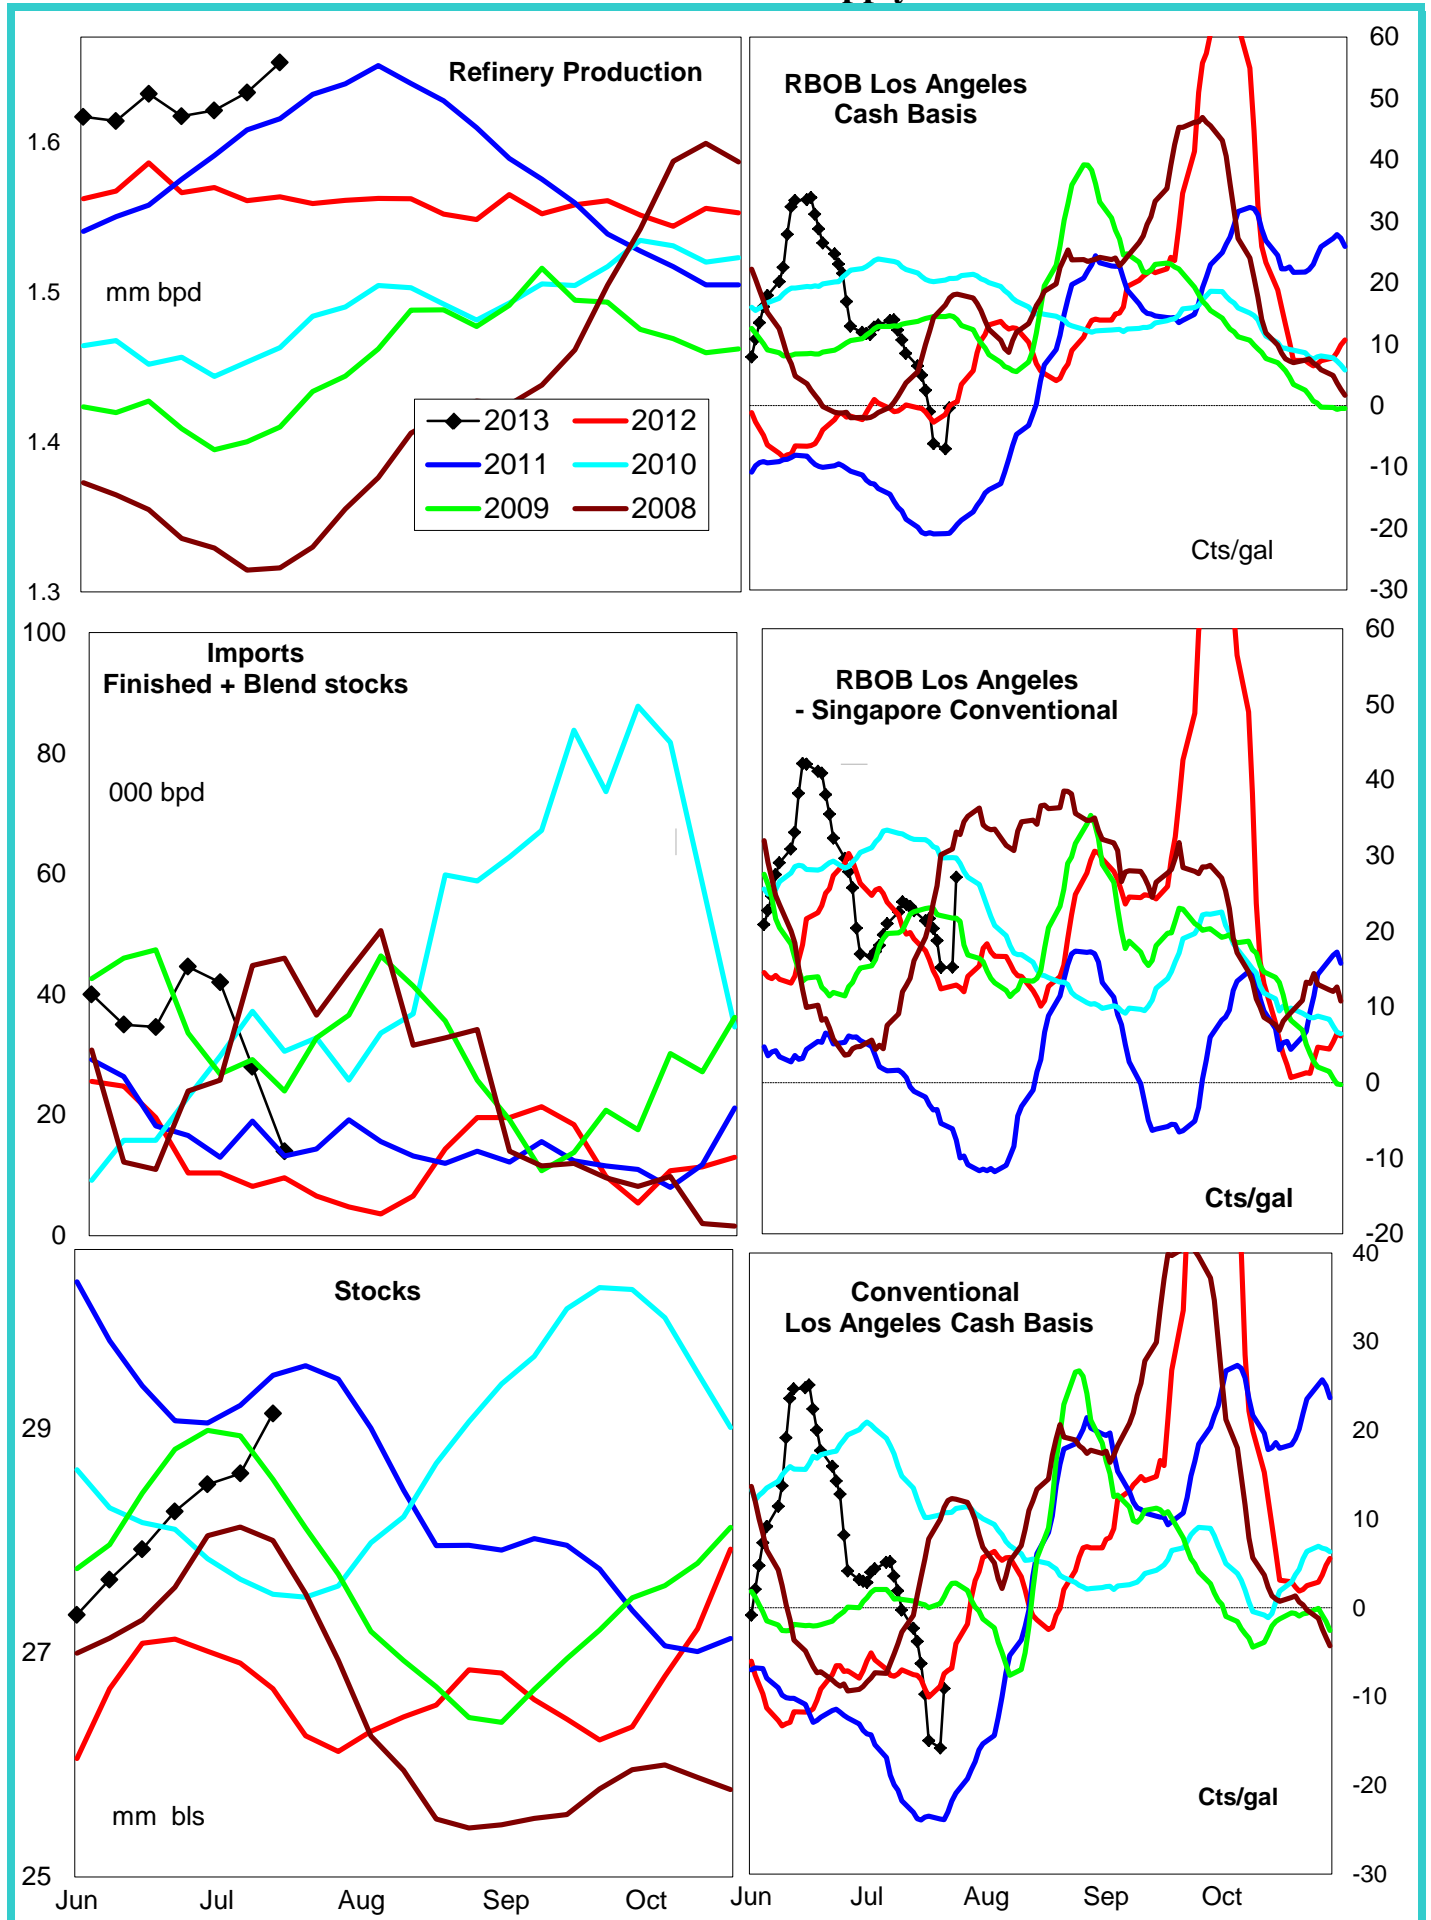 Refinery Production
mm bpd
1.6
1.5
1.4
1.3
2013
2012
2011
2010
2009
2008
RBOB Los Angeles
Cash Basis
Cts/gal
60
50
40
30
20
10
0
-10
-20
-30
Imports
Finished + Blend stocks
000 bpd
100
80
60
40
20
0
RBOB Los Angeles
- Singapore Conventional
Cts/gal
60
50
40
30
20
10
0
-10
-20
Stocks
mm bls
29
27
25
Jun Jul Aug Sep Oct
Conventional
Los Angeles Cash Basis
Cts/gal
40
30
20
10
0
-10
-20
-30
Jun Jul Aug Sep Oct